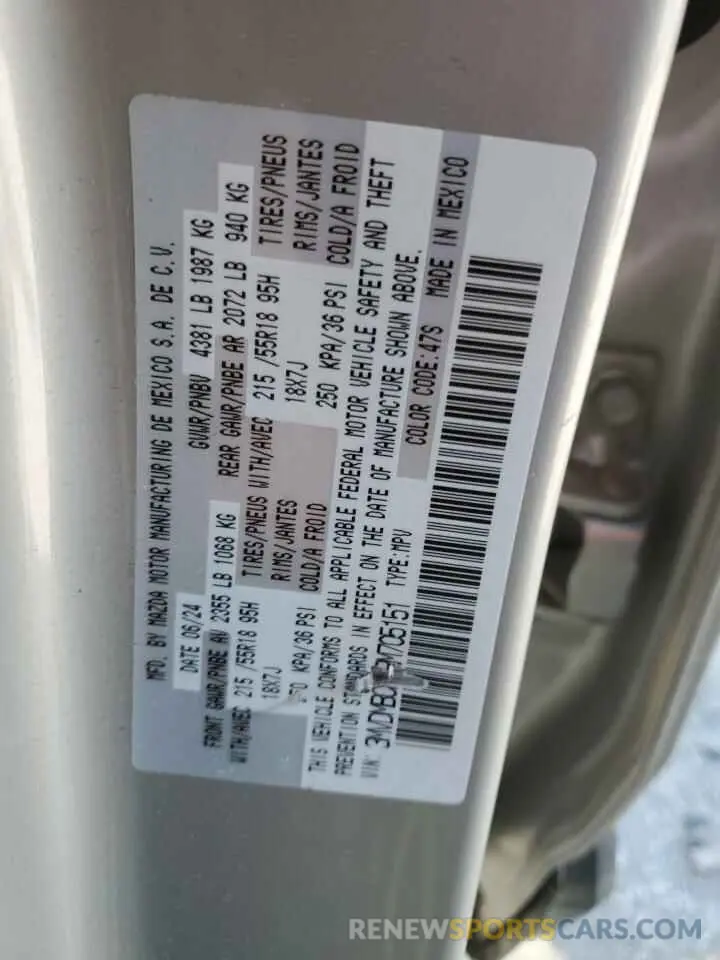 MFD. BY MAZDA MOTOR MANUFACTURING DE MEXICO S.A. DE C.V.
DATE 06/24 GVWR/PNBV 4381 LB 1987 KG
FRONT GAWR/PNBE AV 2355 LB 1068 KG REAR GAWR/PNBE AR 2072 LB 940 KG
WITH/AVEC 215 /55R18 95H TIRES/PNEUS WITH/AVEC 215 /55R18 95H TIRES/PNEUS
18X7J RIMS/JANTES 18X7J RIMS/JANTES
KPA/36 PSI COLD/A FROID 250 KPA/36 PSI COLD/A FROID
THIS VEHICLE CONFORMS TO ALL APPLICABLE FEDERAL MOTOR VEHICLE SAFETY AND THEFT
PREVENTION STANDARDS IN EFFECT ON THE DATE OF MANUFACTURE SHOWN ABOVE.
VIN: TYPE:MPV COLOR CODE:47S MADE IN MEXICO
RENEWSPORTSCARS.COM